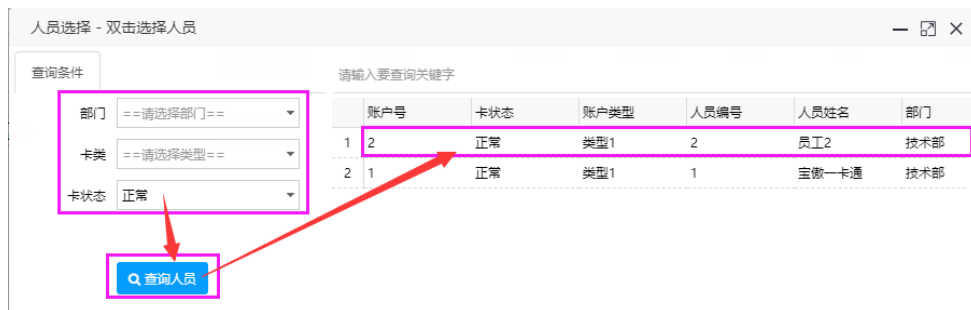 人员选择 - 双击选择人员
查询条件
请输入要查询关键字
部门 ==请选择部门==
卡类 ==请选择类型==
卡状态 正常
查询人员
账户号 卡状态 账户类型 人员编号 人员姓名 部门
1 2 正常 类型1 2 员工2 技术部
2 1 正常 类型1 1 宝傲一卡通 技术部